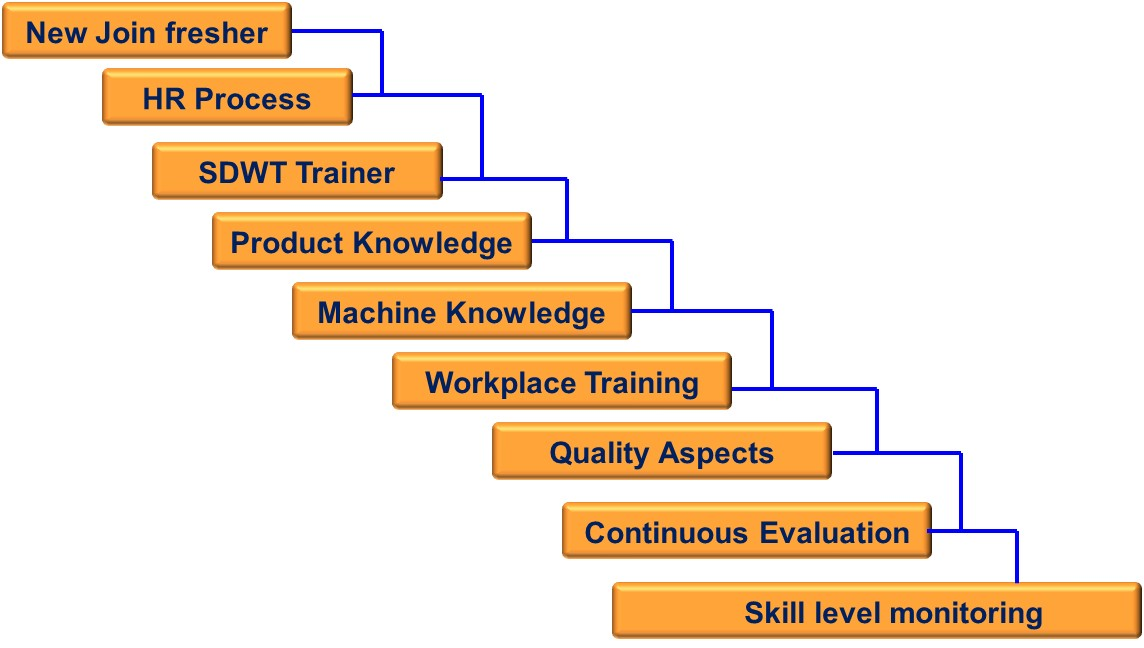 New Join fresher
HR Process
SDWT Trainer
Product Knowledge
Machine Knowledge
Workplace Training
Quality Aspects
Continuous Evaluation
Skill level monitoring